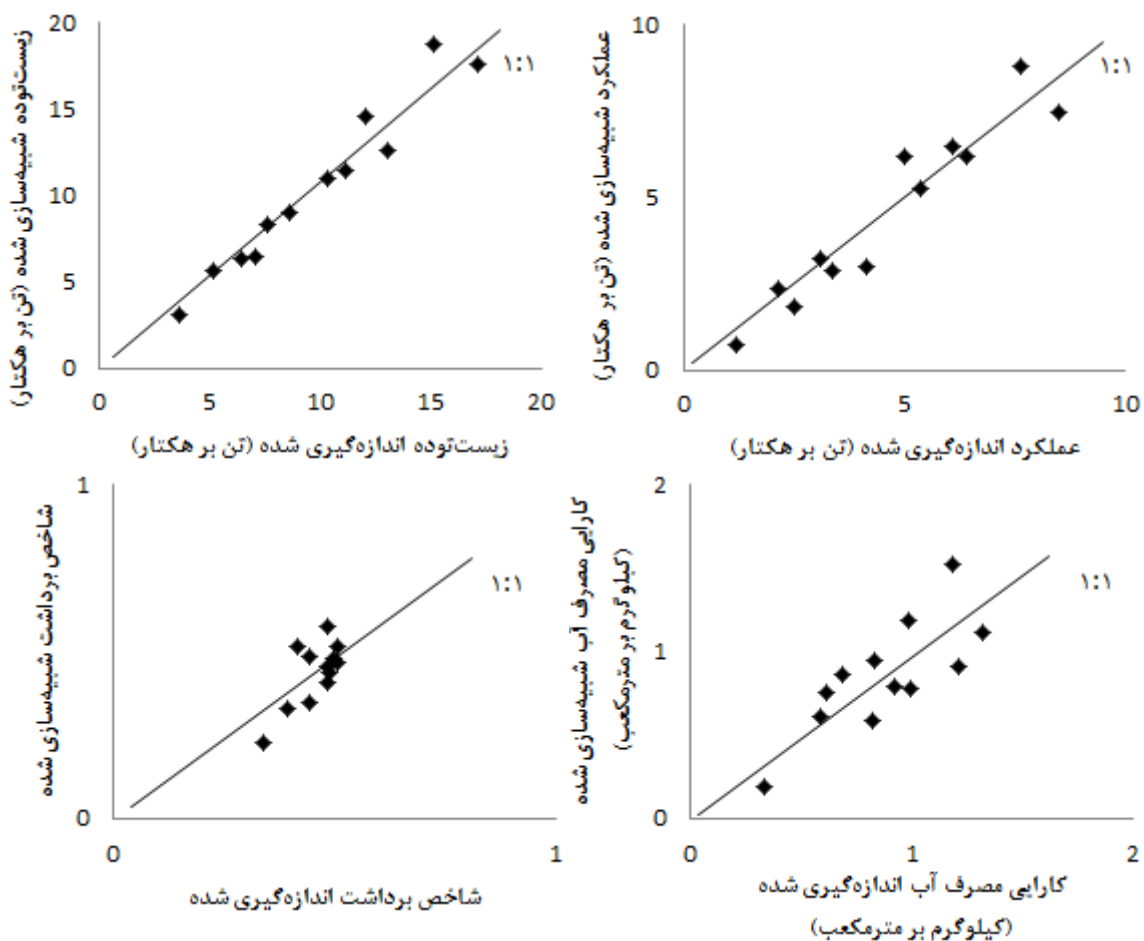 زیست‌توده شبیه‌سازی شده (تن بر هکتار)
20
15
10
5
0
۱:۱
0 5 10 15 20
زیست‌توده اندازه‌گیری شده (تن بر هکتار)
عملکرد شبیه‌سازی شده (تن بر هکتار)
10
5
0
۱:۱
0 5 10
عملکرد اندازه‌گیری شده (تن بر هکتار)
شاخص برداشت شبیه‌سازی شده
1
0
۱:۱
0 1
شاخص برداشت اندازه‌گیری شده
کارایی مصرف آب شبیه‌سازی شده
(کیلوگرم بر مترمکعب)
2
1
0
۱:۱
0 1 2
کارایی مصرف آب اندازه‌گیری شده
(کیلوگرم بر مترمکعب)